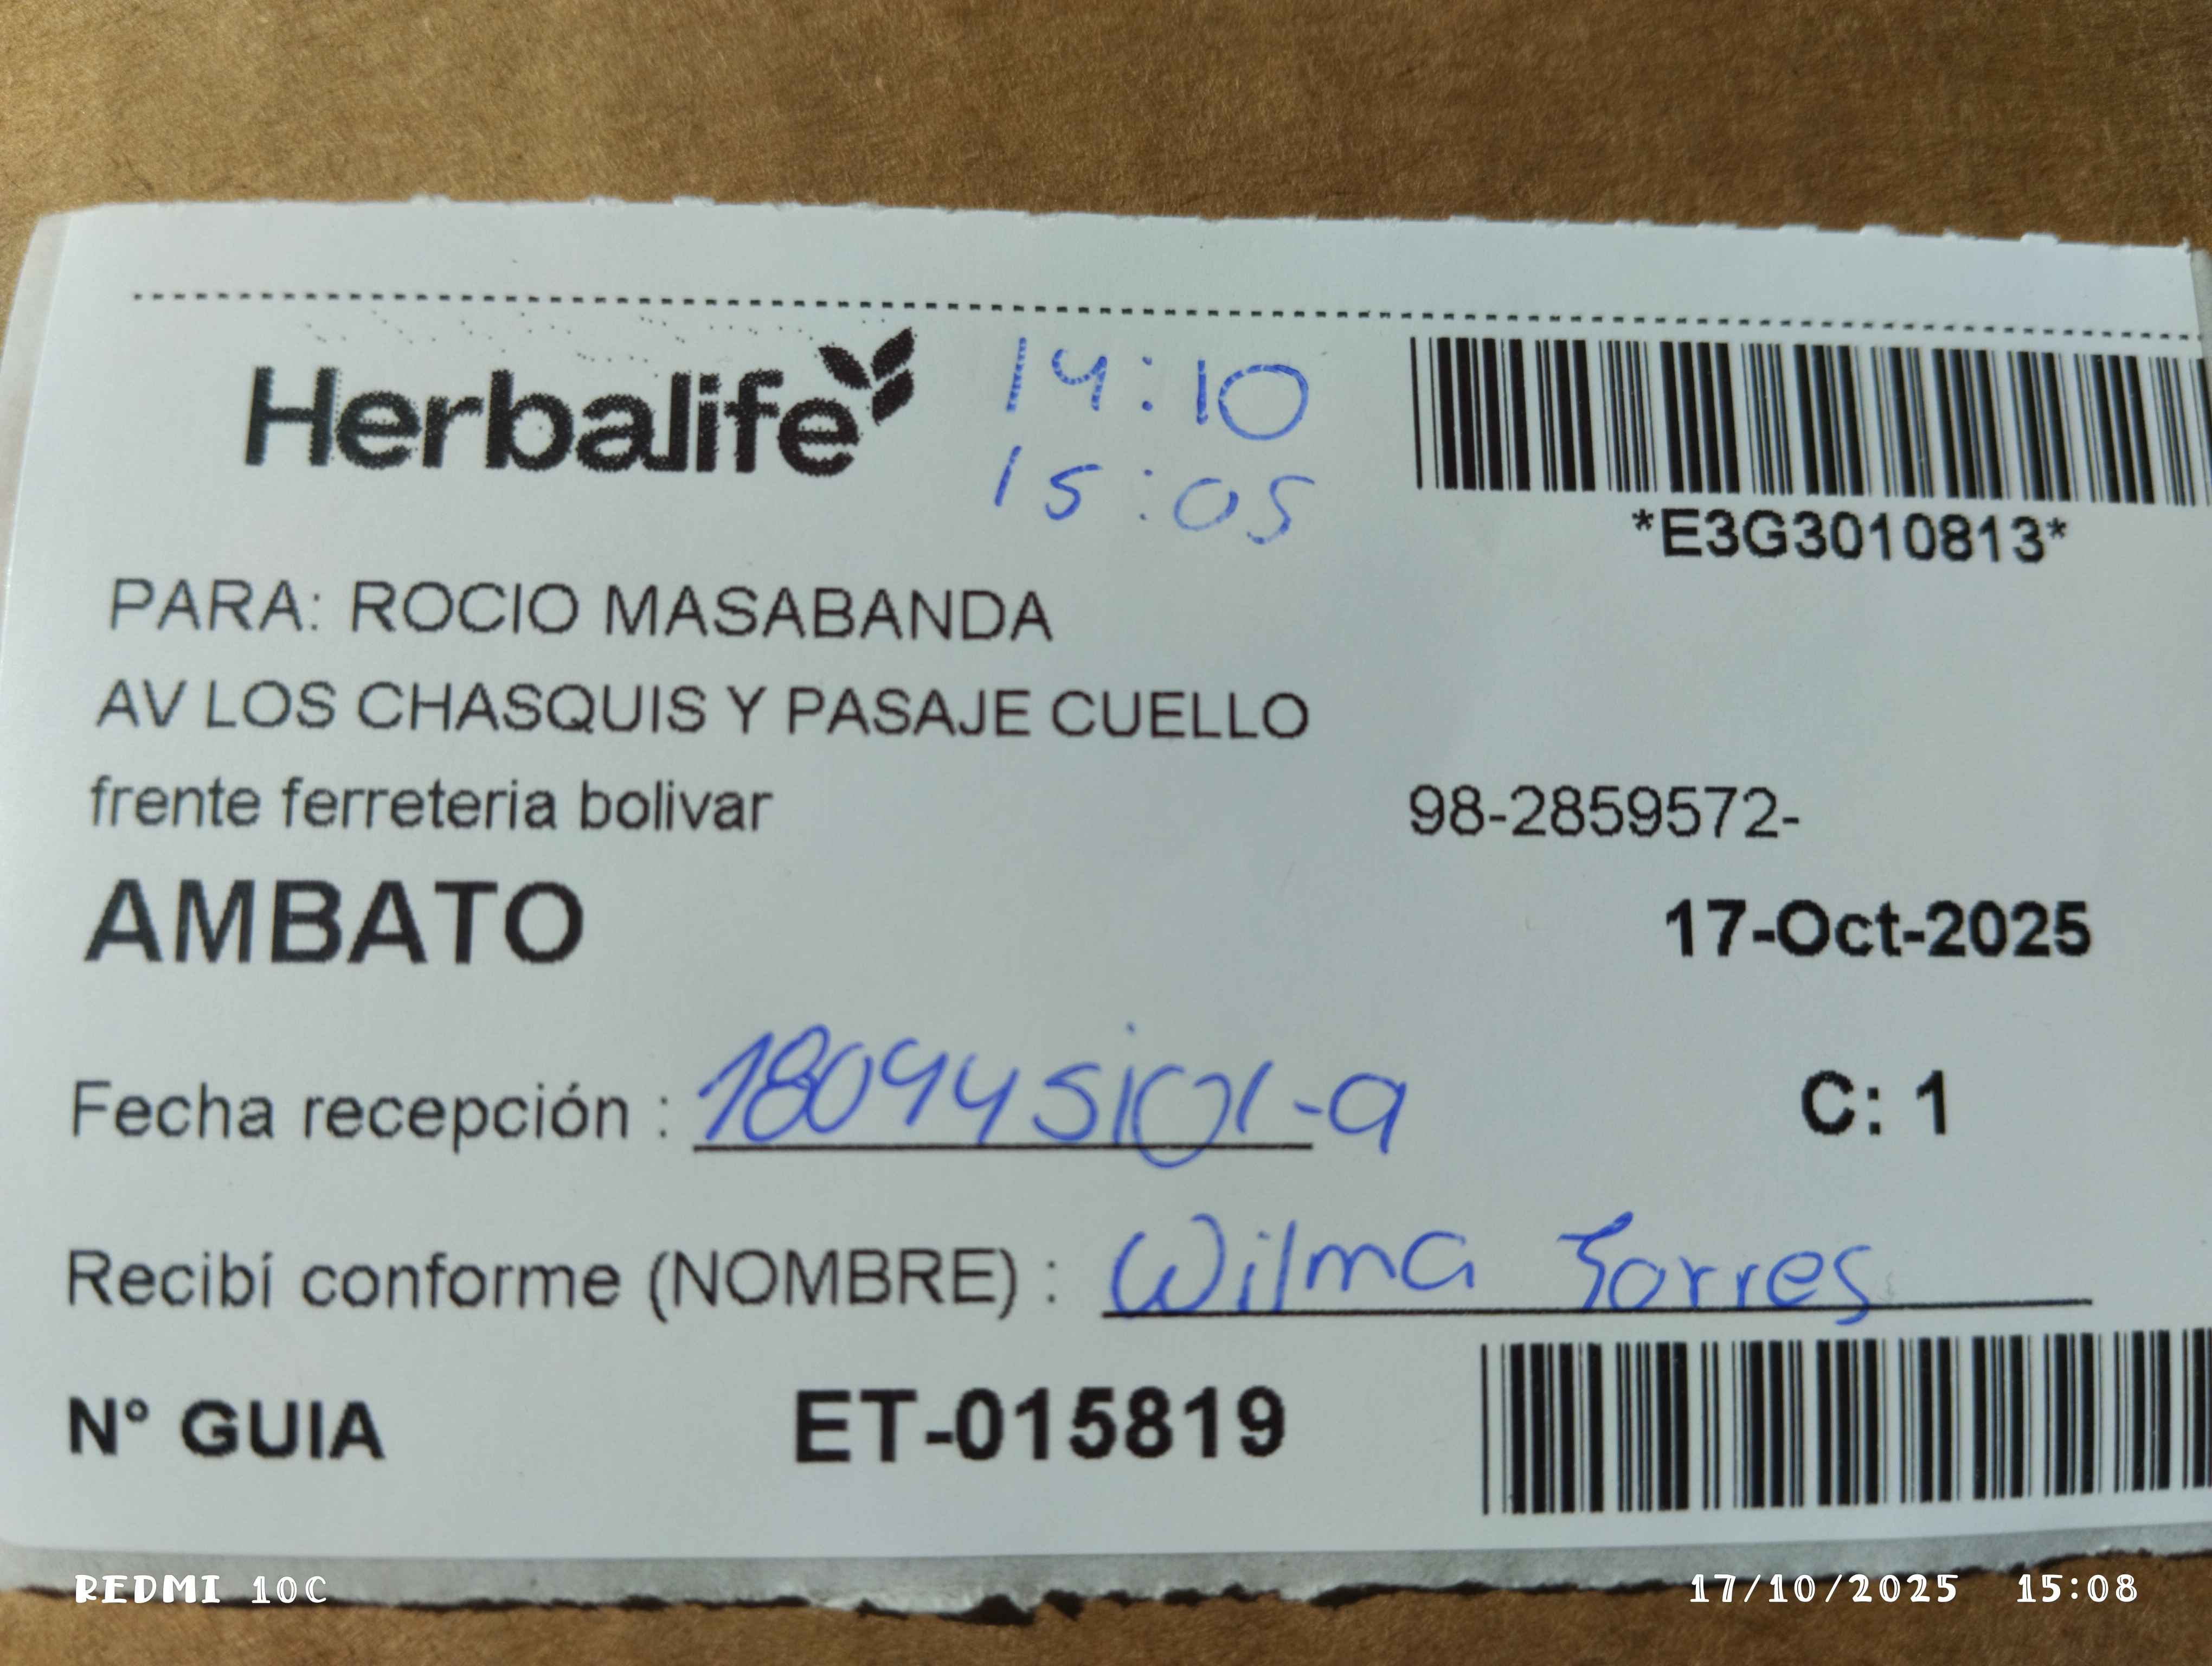 Herbalife
14:10
15:05
*E3G3010813*
PARA: ROCIO MASABANDA
AV LOS CHASQUIS Y PASAJE CUELLO
frente ferreteria bolivar 98-2859572-
AMBATO 17-Oct-2025
Fecha recepción : C: 1
Recibí conforme (NOMBRE) : Wilma Torres
N° GUIA ET-015819
REDMI 10C 17/10/2025 15:08